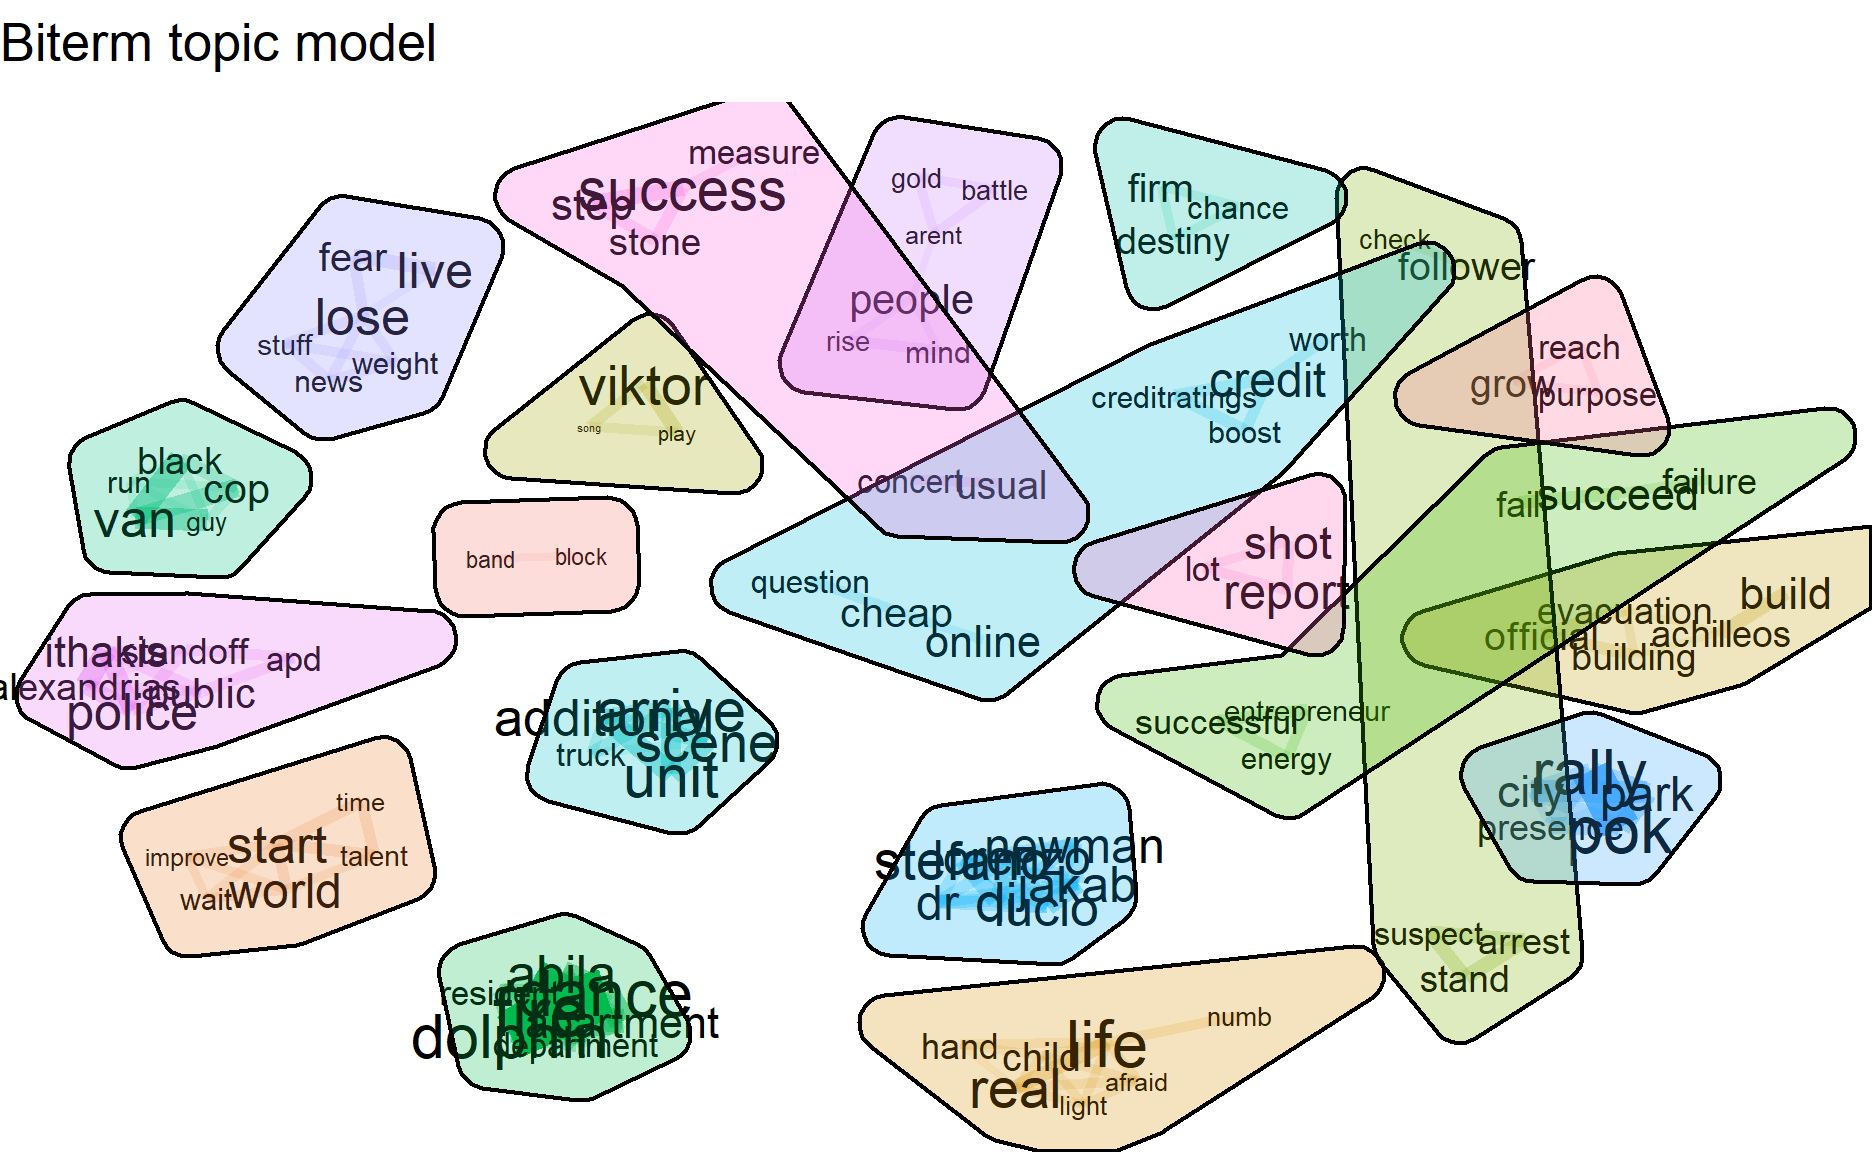 Biterm topic model
measure
success
step
stone
gold
battle
arent
people
rise
mind
firm
chance
destiny
check
follower
fear
live
lose
stuff
weight
news
viktor
song
play
worth
credit
creditratings
boost
reach
grow
purpose
black
run
cop
van
guy
concert
usual
failure
succeed
fail
band
block
shot
lot
report
question
cheap
online
build
evacuation
official
achilleos
building
ithakis
standoff
apd
alexandrias
public
police
arrive
additional
scene
truck
unit
entrepreneur
successful
energy
rally
city
park
presence
pok
time
start
improve
talent
wait
world
newman
stefano
lorenzo
jakab
dr
lucio
suspect
arrest
stand
abila
resident
dance
fire
apartment
dolphin
department
numb
life
hand
child
real
afraid
light